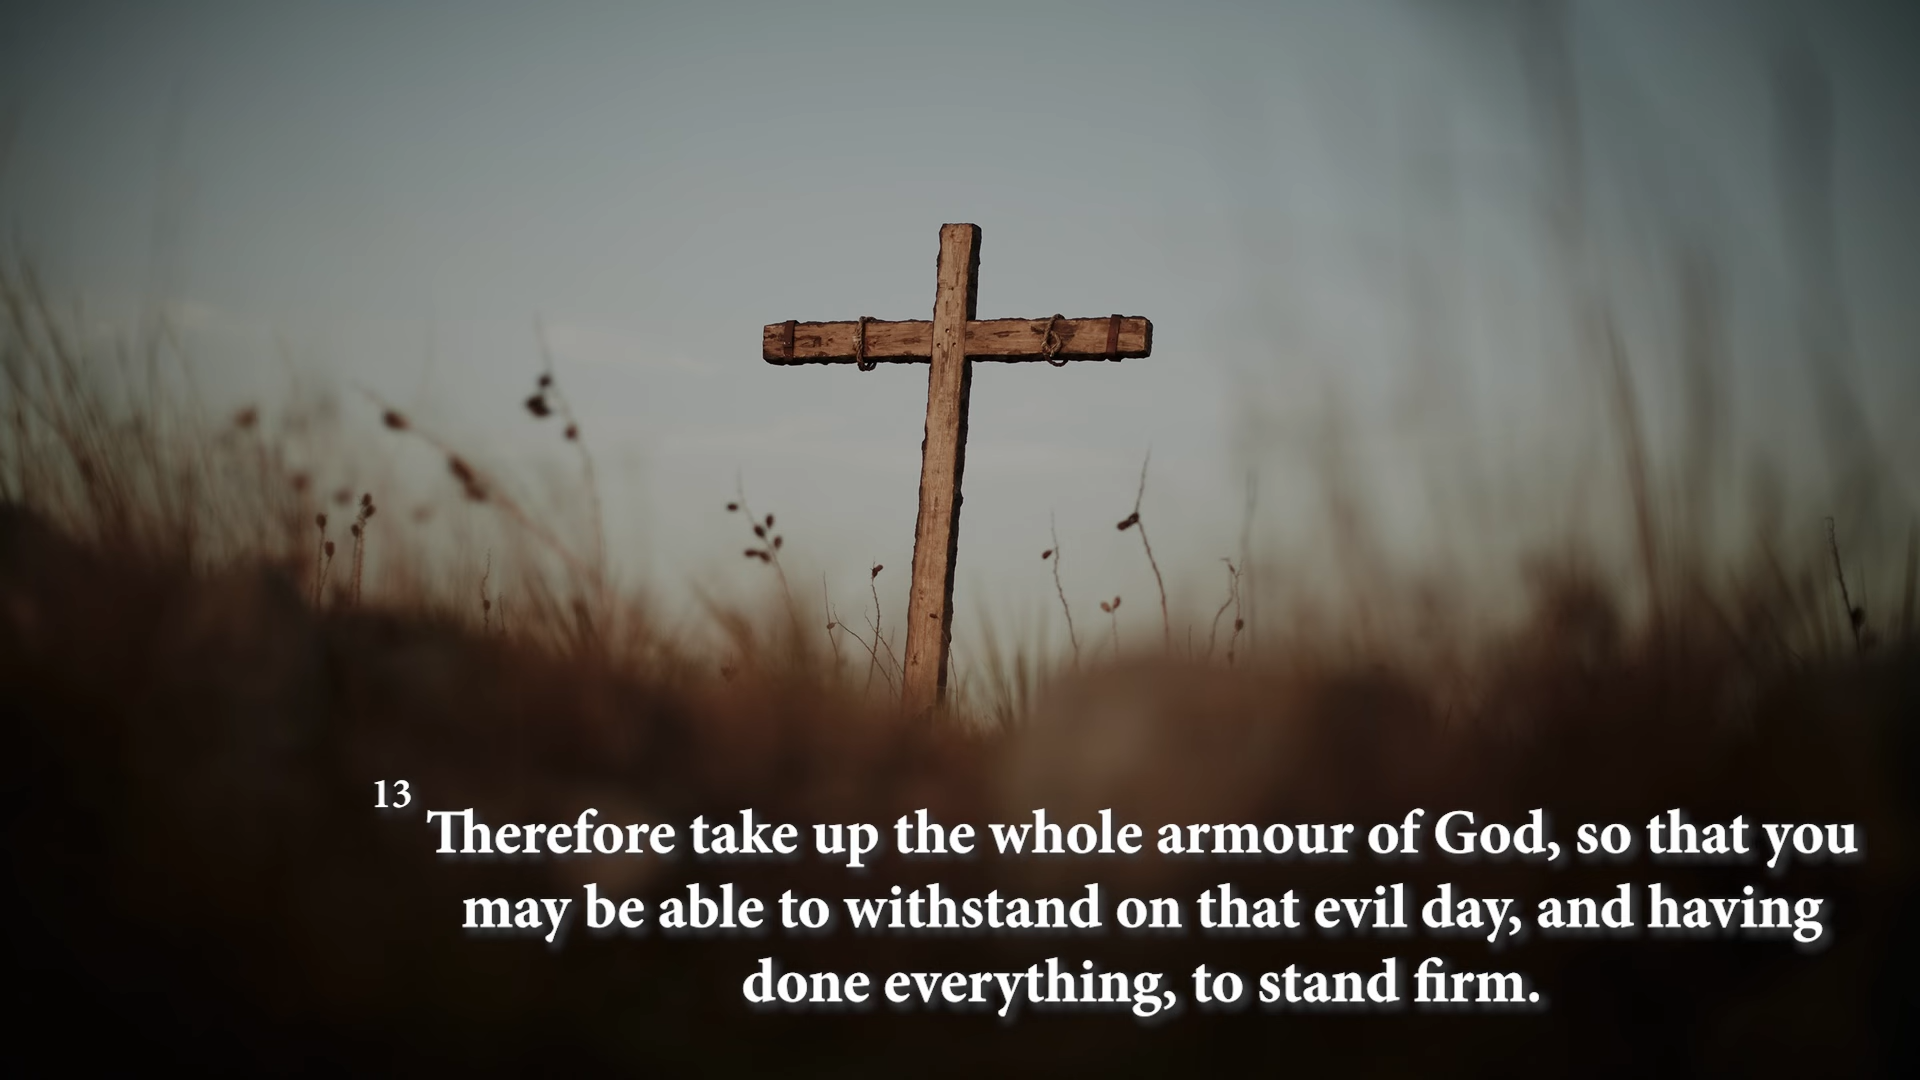 13 Therefore take up the whole armour of God, so that you
may be able to withstand on that evil day, and having
done everything, to stand firm.